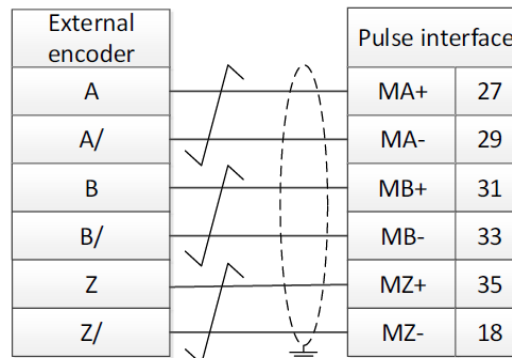 External
encoder
Pulse interface
A MA+ 27
A/ MA- 29
B MB+ 31
B/ MB- 33
Z MZ+ 35
Z/ MZ- 18